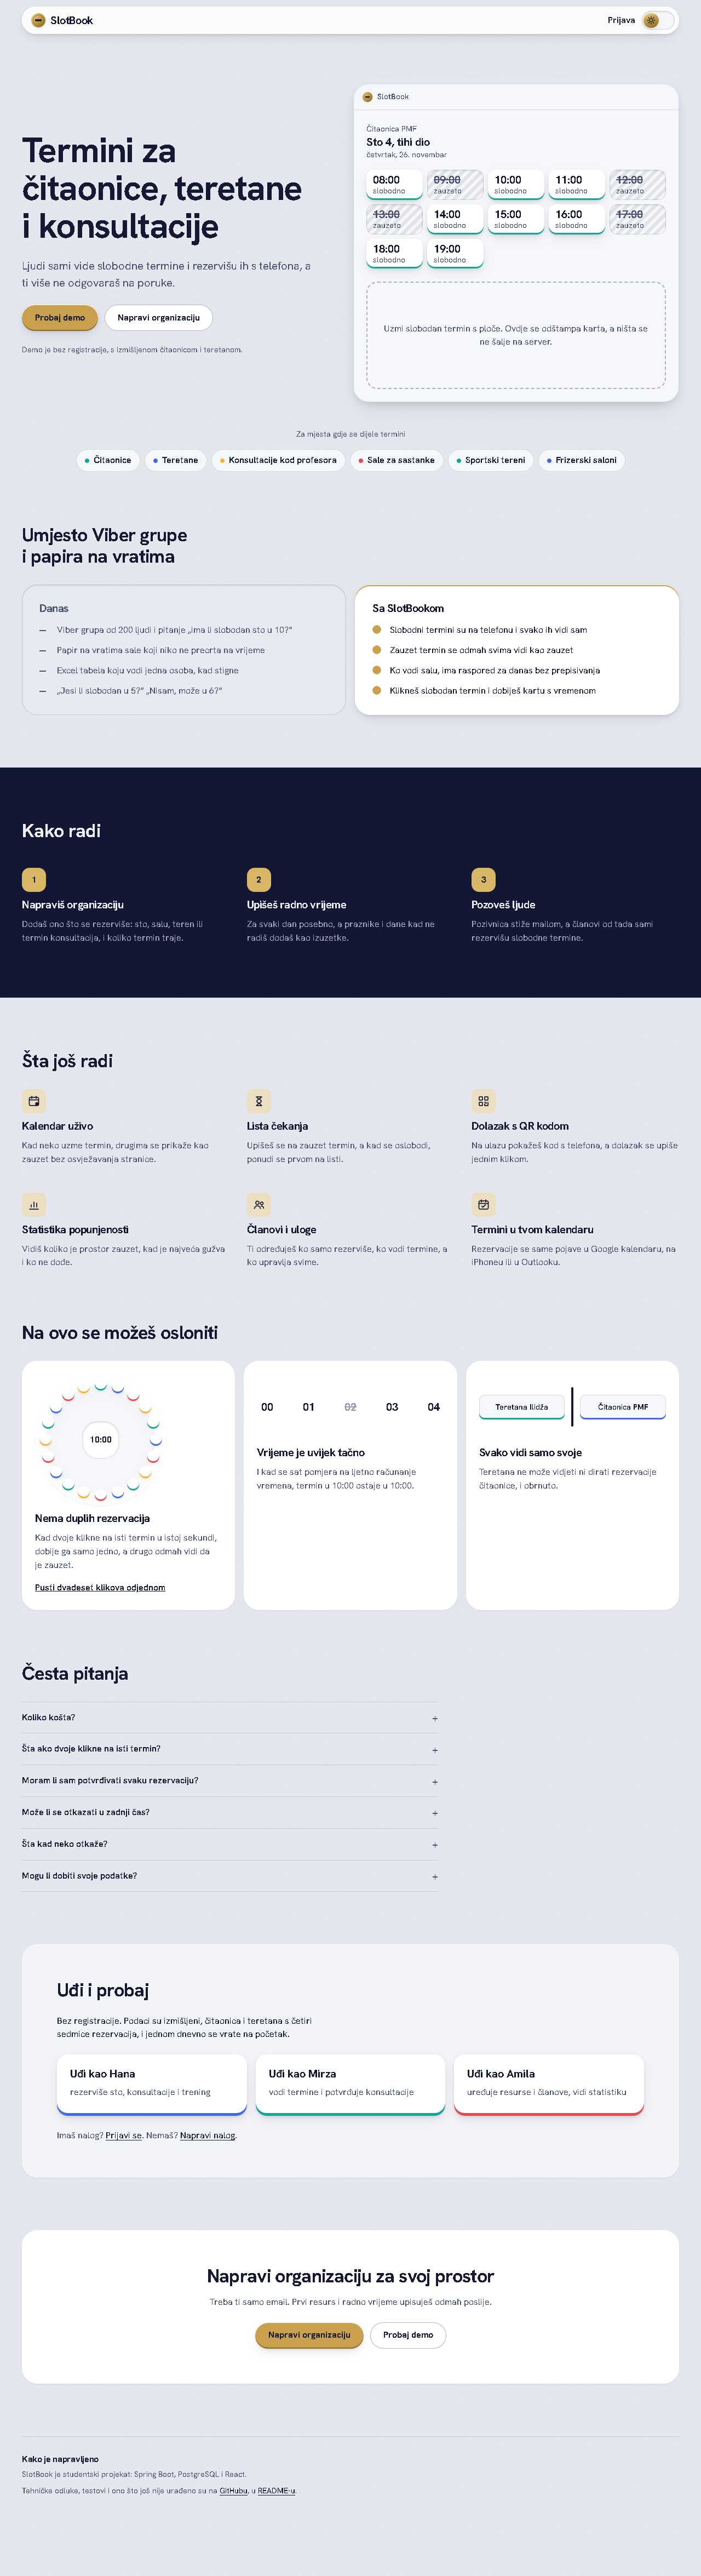 SlotBook
Prijava
Termini za
čitaonice, teretane
i konsultacije
Ljudi sami vide slobodne termine i rezervišu ih s telefona, a
ti više ne odgovaraš na poruke.
Probaj demo
Napravi organizaciju
Demo je bez registracije, s izmišljenom čitaonicom i teretanom.
SlotBook
Čitaonica PMF
Sto 4, tihi dio
četvrtak, 26. novembar
08:00 09:00 10:00 11:00 12:00
slobodno zauzeto slobodno slobodno zauzeto
13:00 14:00 15:00 16:00 17:00
zauzeto slobodno slobodno slobodno zauzeto
18:00 19:00
slobodno slobodno
Uzmi slobodan termin s ploče. Ovdje se odštampa karta, a ništa se
ne šalje na server.
Za mjesta gdje se dijele termini
Čitaonice Teretane Konsultacije kod profesora Sale za sastanke Sportski tereni Frizerski saloni
Umjesto Viber grupe
i papira na vratima
Danas
— Viber grupa od 200 ljudi i pitanje „ima li slobodan sto u 10?“
— Papir na vratima sale koji niko ne precrta na vrijeme
— Excel tabela koju vodi jedna osoba, kad stigne
— „Jesi li slobodan u 5?“ „Nisam, može u 6?“
Sa SlotBookom
Slobodni termini su na telefonu i svako ih vidi sam
Zauzet termin se odmah svima vidi kao zauzet
Ko vodi salu, ima raspored za danas bez prepisivanja
Klikneš slobodan termin i dobiješ kartu s vremenom
Kako radi
1
Napraviš organizaciju
Dodaš ono što se rezerviše: sto, salu, teren ili
termin konsultacija, i koliko termin traje.
2
Upišeš radno vrijeme
Za svaki dan posebno, a praznike i dane kad ne
radiš dodaš kao izuzetke.
3
Pozoveš ljude
Pozivnica stiže mailom, a članovi od tada sami
rezervišu slobodne termine.
Šta još radi
Kalendar uživo
Kad neko uzme termin, drugima se prikaže kao
zauzet bez osvježavanja stranice.
Lista čekanja
Upišeš se na zauzet termin, a kad se oslobodi,
ponudi se prvom na listi.
Dolazak s QR kodom
Na ulazu pokažeš kod s telefona, a dolazak se upiše
jednim klikom.
Statistika popunjenosti
Vidiš koliko je prostor zauzet, kad je najveća gužva
i ko ne dođe.
Članovi i uloge
Ti određuješ ko samo rezerviše, ko vodi termine, a
ko upravlja svime.
Termini u tvom kalendaru
Rezervacije se same pojave u Google kalendaru, na
iPhoneu ili u Outlooku.
Na ovo se možeš osloniti
10:00
Nema duplih rezervacija
Kad dvoje klikne na isti termin u istoj sekundi,
dobije ga samo jedno, a drugo odmah vidi da
je zauzet.
Pusti dvadeset klikova odjednom
00 01 02 03 04
Vrijeme je uvijek tačno
I kad se sat pomjera na ljetno računanje
vremena, termin u 10:00 ostaje u 10:00.
Teretana Ilidža
Čitaonica PMF
Svako vidi samo svoje
Teretana ne može vidjeti ni dirati rezervacije
čitaonice, i obrnuto.
Česta pitanja
Koliko košta? +
Šta ako dvoje klikne na isti termin? +
Moram li sam potvrđivati svaku rezervaciju? +
Može li se otkazati u zadnji čas? +
Šta kad neko otkaže? +
Mogu li dobiti svoje podatke? +
Uđi i probaj
Bez registracije. Podaci su izmišljeni, čitaonica i teretana s četiri
sedmice rezervacija, i jednom dnevno se vrate na početak.
Uđi kao Hana
rezerviše sto, konsultacije i trening
Uđi kao Mirza
vodi termine i potvrđuje konsultacije
Uđi kao Amila
uređuje resurse i članove, vidi statistiku
Imaš nalog? Prijavi se. Nemaš? Napravi nalog.
Napravi organizaciju za svoj prostor
Treba ti samo email. Prvi resurs i radno vrijeme upisuješ odmah poslije.
Napravi organizaciju
Probaj demo
Kako je napravljeno
SlotBook je studentski projekat: Spring Boot, PostgreSQL i React.
Tehničke odluke, testovi i ono što još nije urađeno su na GitHubu, u README-u.